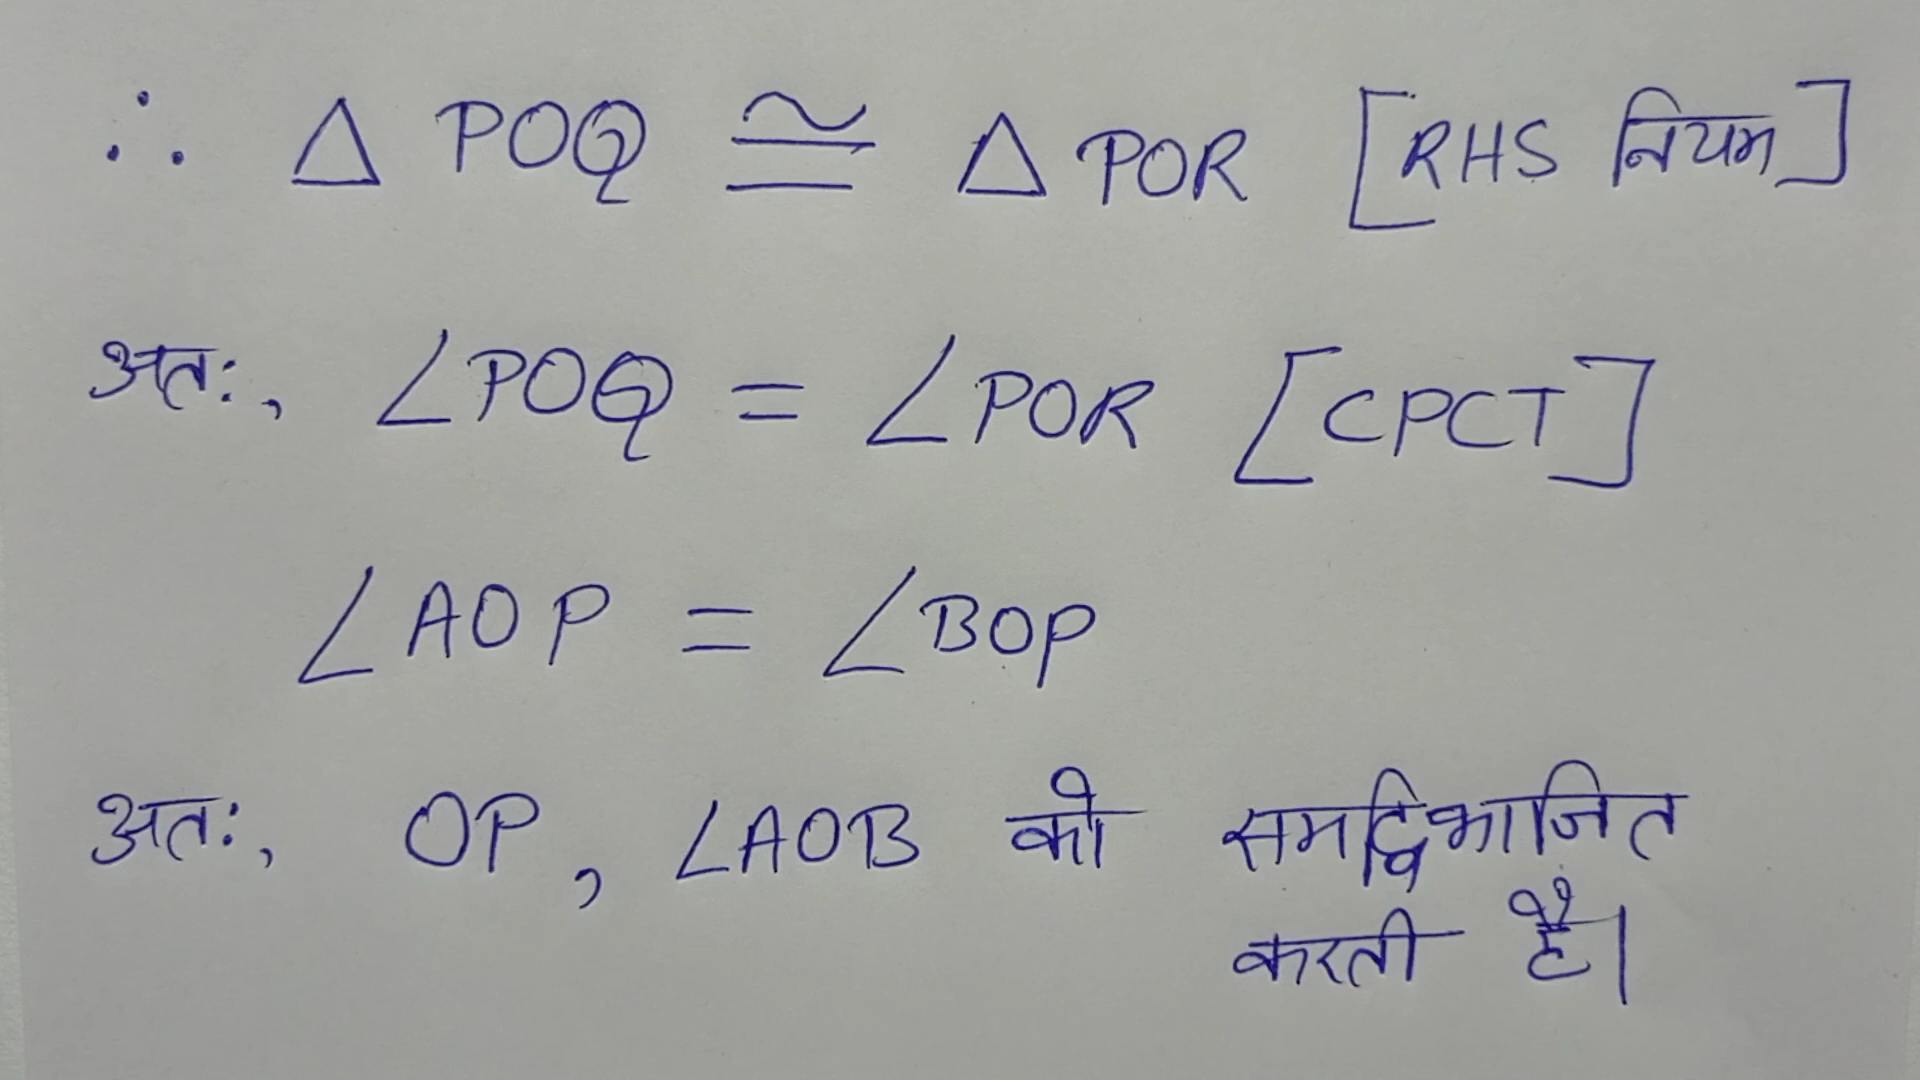 ∴ △ POQ ≅ △ POR [RHS नियम]
अतः, ∠POQ = ∠POR [CPCT]
∠AOP = ∠BOP
अतः, OP, ∠AOB को समद्विभाजित
करती है।